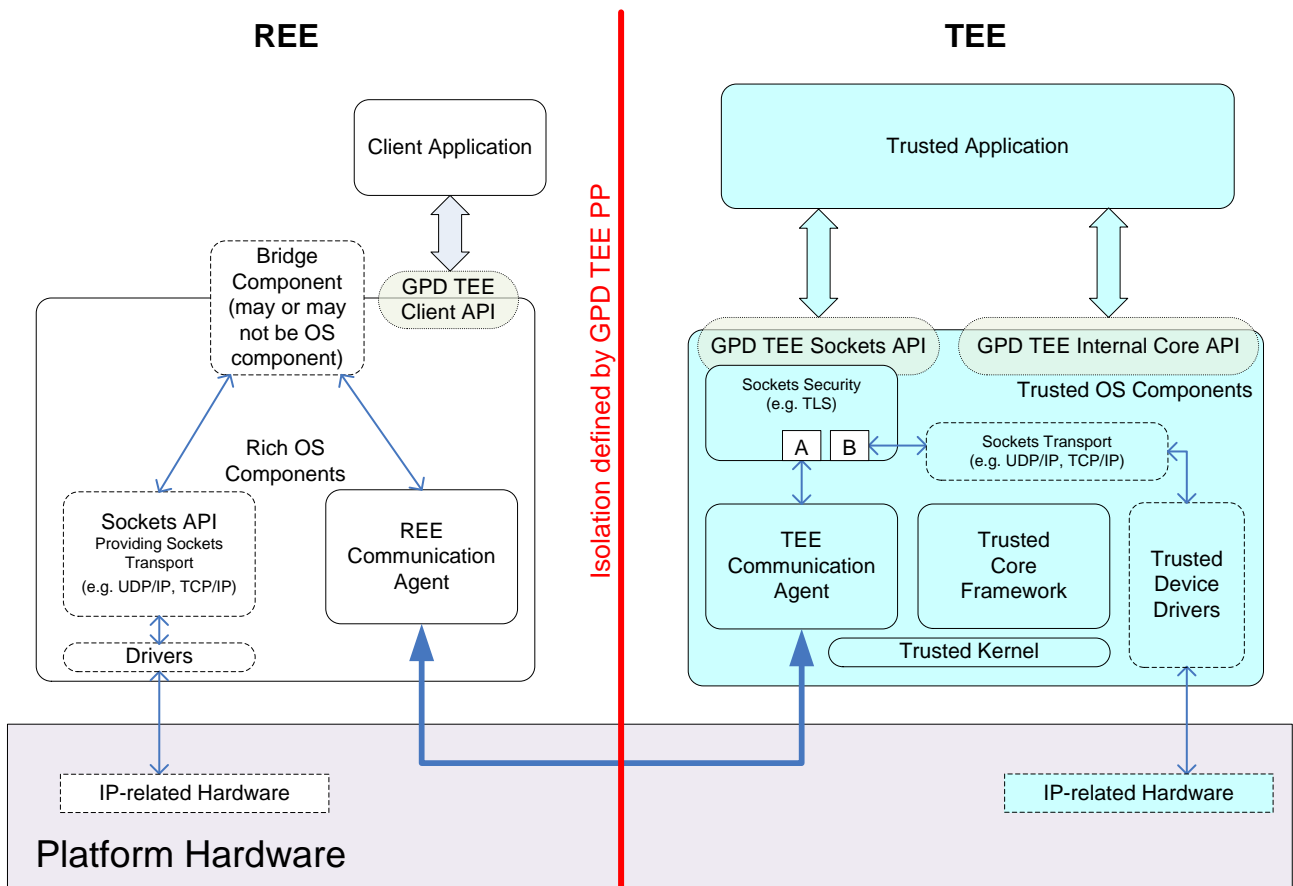 REE
TEE
Client Application
Trusted Application
Isolation defined by GPD TEE PP
Bridge
Component
(may or may
not be OS
component)
GPD TEE
Client API
GPD TEE Sockets API
GPD TEE Internal Core API
Sockets Security
(e.g. TLS)
Trusted OS Components
A
B
Sockets Transport
(e.g. UDP/IP, TCP/IP)
Rich OS
Components
Sockets API
Providing Sockets
Transport
(e.g. UDP/IP, TCP/IP)
REE
Communication
Agent
TEE
Communication
Agent
Trusted
Core
Framework
Trusted
Device
Drivers
Drivers
Trusted Kernel
IP-related Hardware
IP-related Hardware
Platform Hardware